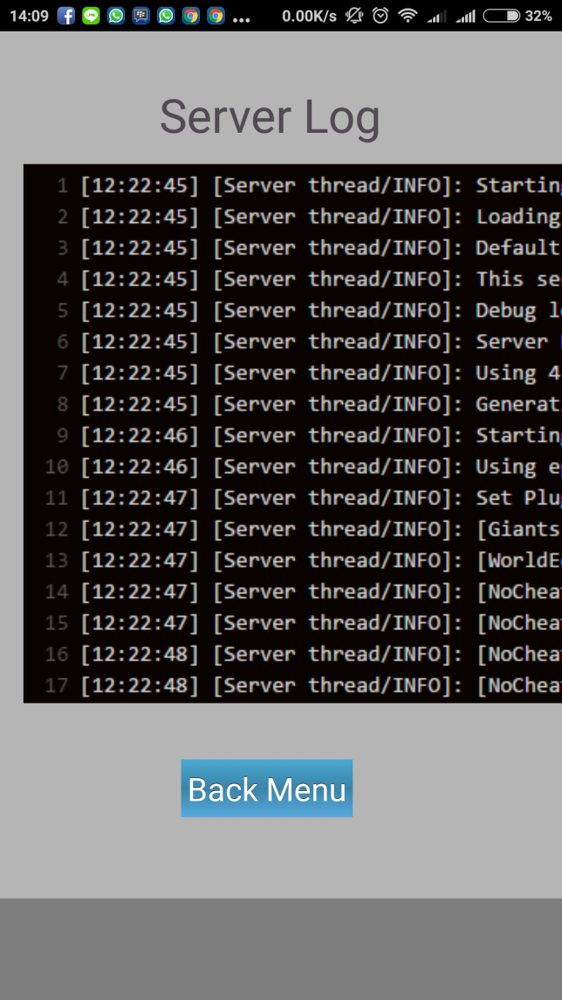 14:09 ... 0.00K/s 32%
Server Log
1 [12:22:45] [Server thread/INFO]: Starting
2 [12:22:45] [Server thread/INFO]: Loading
3 [12:22:45] [Server thread/INFO]: Default
4 [12:22:45] [Server thread/INFO]: This se
5 [12:22:45] [Server thread/INFO]: Debug l
6 [12:22:45] [Server thread/INFO]: Server
7 [12:22:45] [Server thread/INFO]: Using 4
8 [12:22:45] [Server thread/INFO]: Generat
9 [12:22:46] [Server thread/INFO]: Starting
10 [12:22:46] [Server thread/INFO]: Using e
11 [12:22:47] [Server thread/INFO]: Set Plu
12 [12:22:47] [Server thread/INFO]: [Giants
13 [12:22:47] [Server thread/INFO]: [WorldE
14 [12:22:47] [Server thread/INFO]: [NoChea
15 [12:22:47] [Server thread/INFO]: [NoChea
16 [12:22:48] [Server thread/INFO]: [NoChea
17 [12:22:48] [Server thread/INFO]: [NoChea
Back Menu